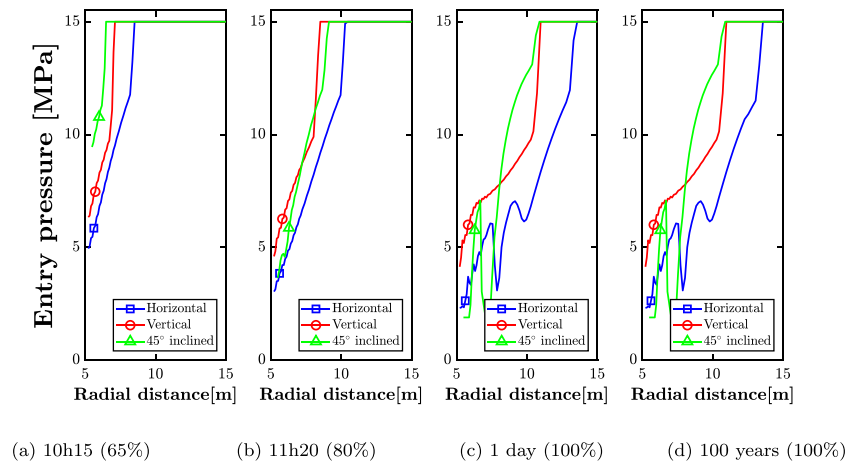 Entry pressure [MPa]
15
10
5
0
Horizontal
Vertical
45° inclined
5 10 15
Radial distance[m]
15
10
5
0
Horizontal
Vertical
45° inclined
5 10 15
Radial distance[m]
15
10
5
0
Horizontal
Vertical
45° inclined
5 10 15
Radial distance[m]
15
10
5
0
Horizontal
Vertical
45° inclined
5 10 15
Radial distance[m]
(a) 10h15 (65%) (b) 11h20 (80%) (c) 1 day (100%) (d) 100 years (100%)